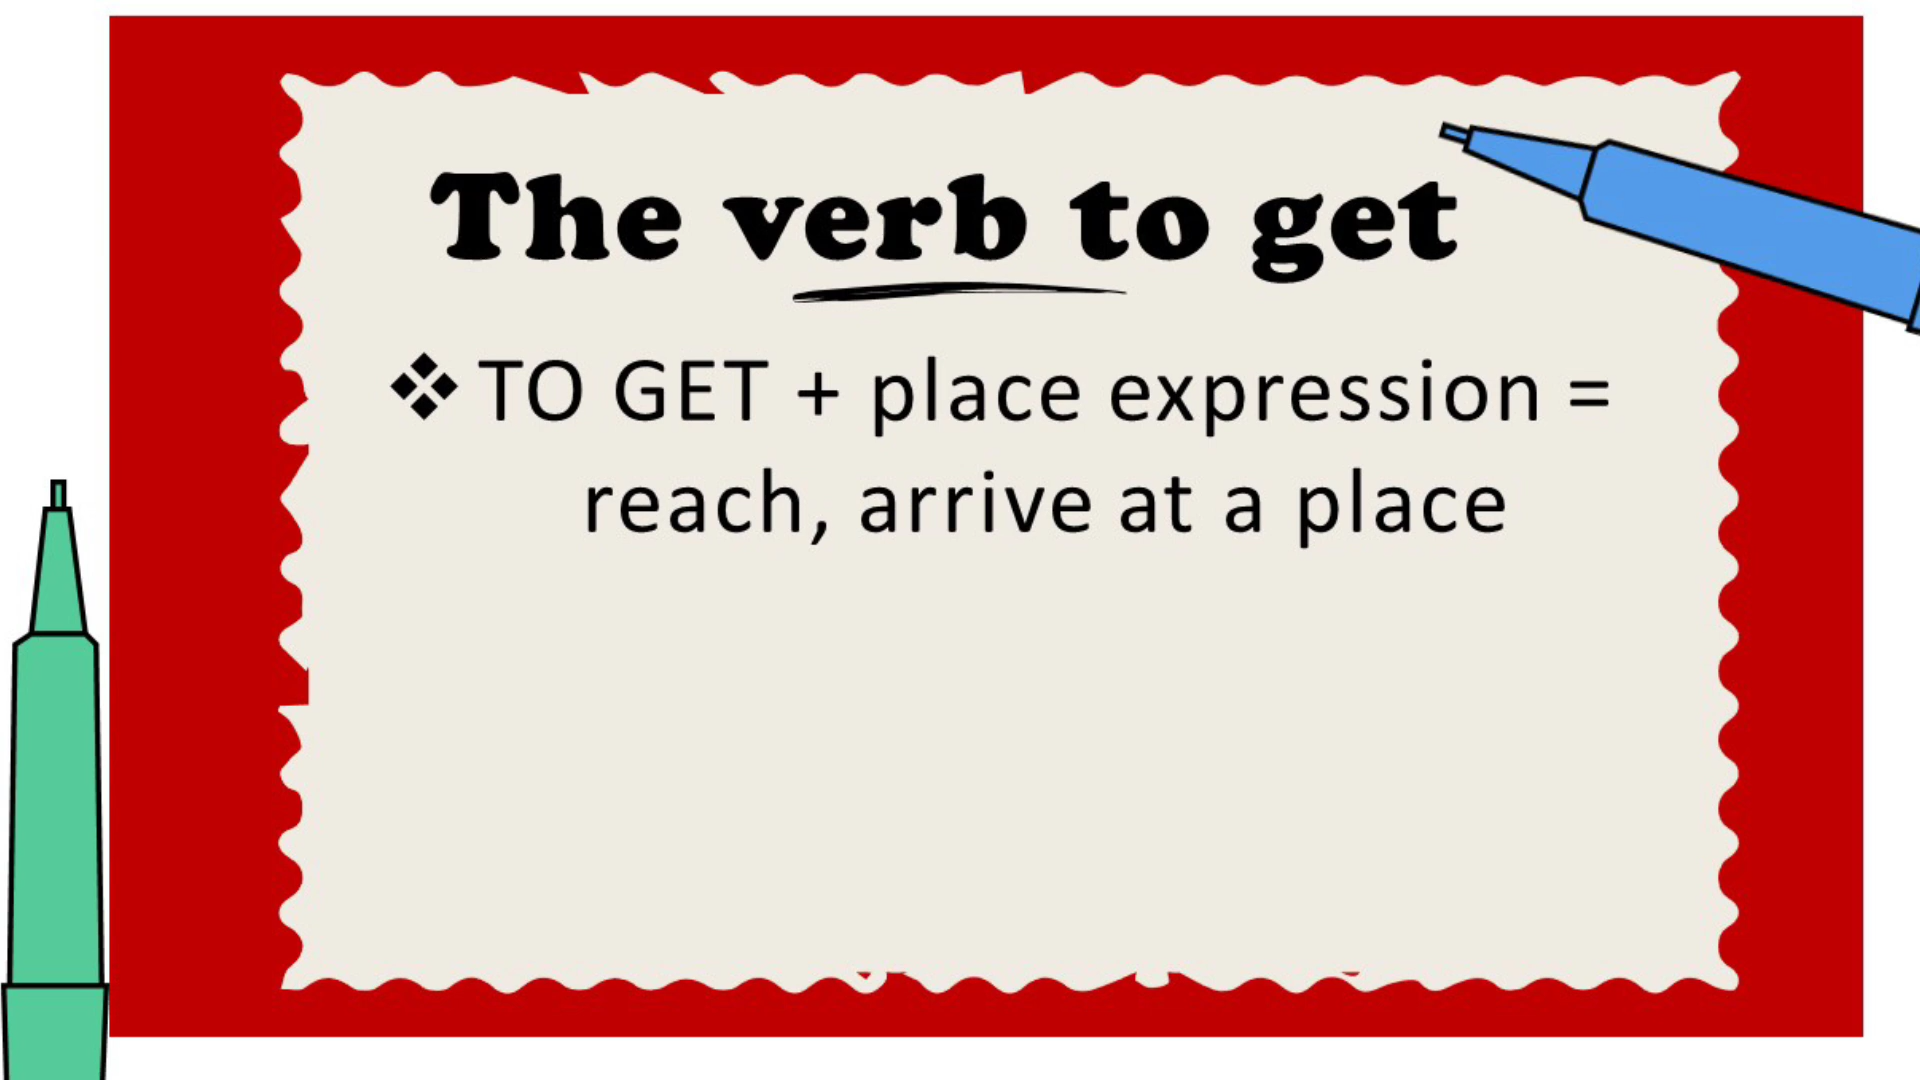 The verb to get
❖ TO GET + place expression =
reach, arrive at a place